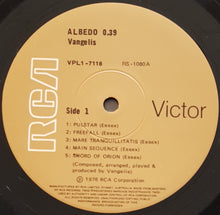 ALBEDO 0.39
Vangelis
VPL1-7118
RS-1080A
Side 1
RCA
Victor
1: PULSTAR (Essex)
2: FREEFALL (Essex)
3: MARE TRANQUILLITATIS (Essex)
4: MAIN SEQUENCE (Essex)
5: SWORD OF ORION (Essex)
(Composed, arranged, played &
produced by Vangelis)
℗ 1976 RCA Corporation